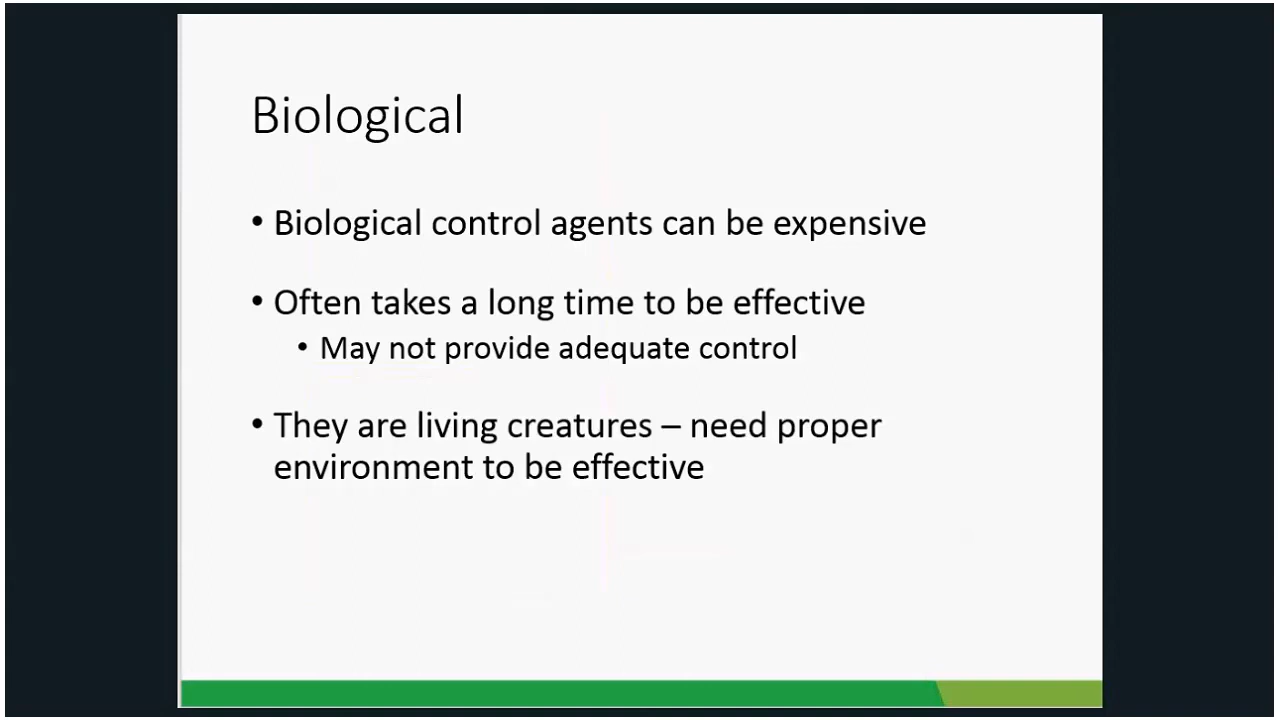 Biological
• Biological control agents can be expensive
• Often takes a long time to be effective
• May not provide adequate control
• They are living creatures – need proper
environment to be effective